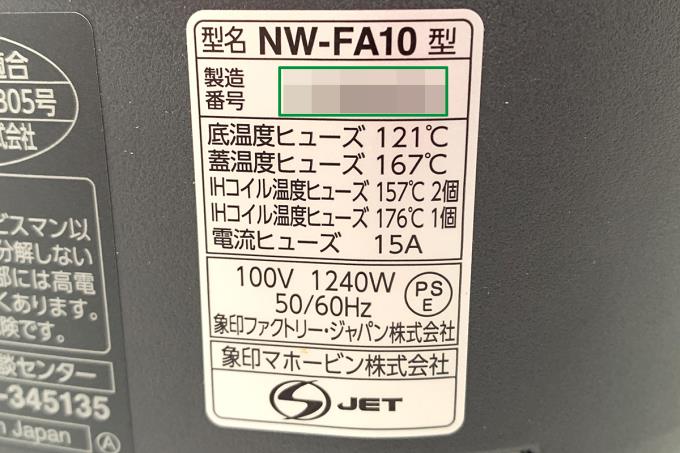 型名 NW-FA10 型
製造
番号
底温度ヒューズ 121℃
蓋温度ヒューズ 167℃
IHコイル温度ヒューズ 157℃ 2個
IHコイル温度ヒューズ 176℃ 1個
電流ヒューズ 15A
100V 1240W
50/60Hz
PS
E
象印ファクトリー・ジャパン株式会社
象印マホービン株式会社
S JET
適合
305号
式会社
ビスマン以
分解しない
部には高電
くあります。
険です。
談センター
-345135
n Japan A